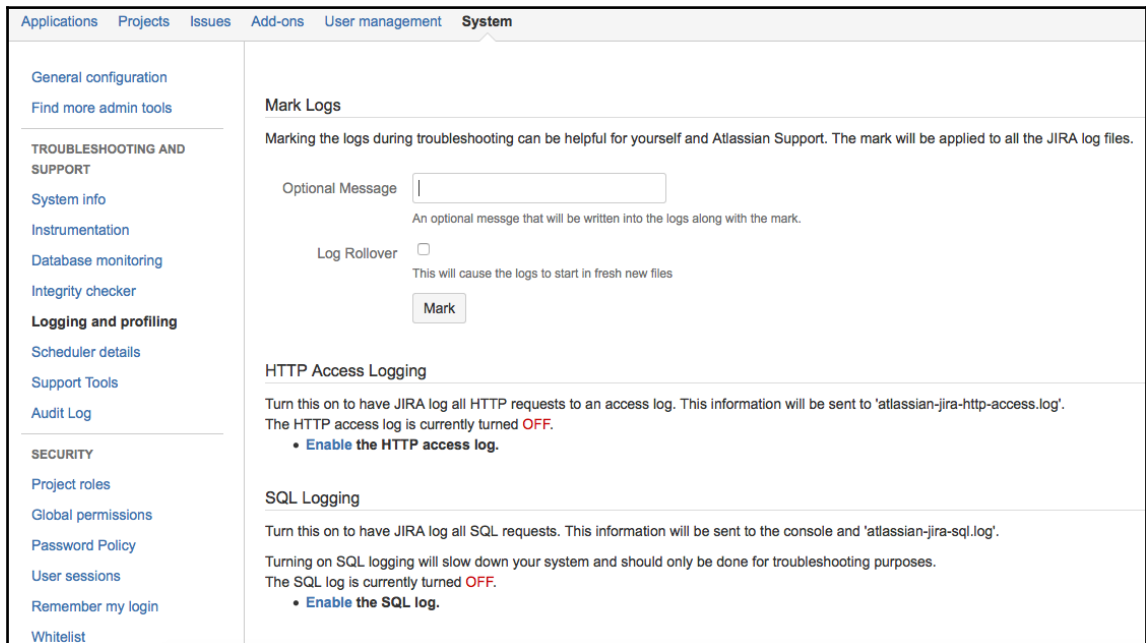 Applications Projects Issues Add-ons User management System
General configuration
Find more admin tools
TROUBLESHOOTING AND
SUPPORT
System info
Instrumentation
Database monitoring
Integrity checker
Logging and profiling
Scheduler details
Support Tools
Audit Log
SECURITY
Project roles
Global permissions
Password Policy
User sessions
Remember my login
Whitelist
Mark Logs
Marking the logs during troubleshooting can be helpful for yourself and Atlassian Support. The mark will be applied to all the JIRA log files.
Optional Message
An optional messge that will be written into the logs along with the mark.
Log Rollover
This will cause the logs to start in fresh new files
Mark
HTTP Access Logging
Turn this on to have JIRA log all HTTP requests to an access log. This information will be sent to 'atlassian-jira-http-access.log'.
The HTTP access log is currently turned OFF.
• Enable the HTTP access log.
SQL Logging
Turn this on to have JIRA log all SQL requests. This information will be sent to the console and 'atlassian-jira-sql.log'.
Turning on SQL logging will slow down your system and should only be done for troubleshooting purposes.
The SQL log is currently turned OFF.
• Enable the SQL log.